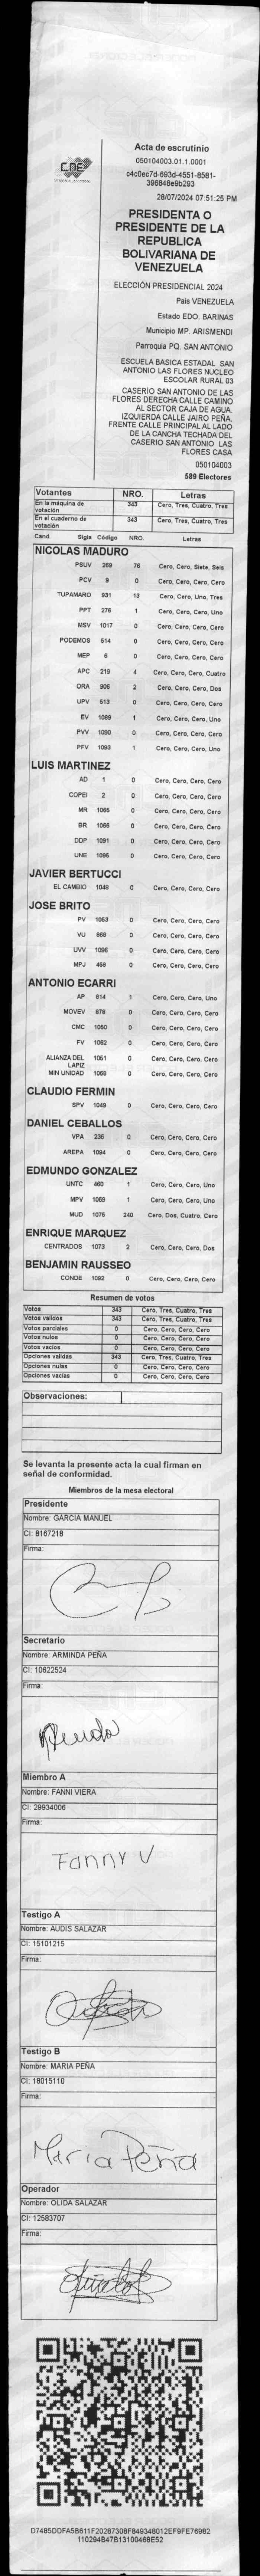 CNE
Acta de escrutinio
050104003.01.1.0001
c4c0ec7d-693d-4551-8581-
396848e9b293
28/07/2024 07:51:25 PM
PRESIDENTA O
PRESIDENTE DE LA
REPUBLICA
BOLIVARIANA DE
VENEZUELA
ELECCIÓN PRESIDENCIAL 2024
Pais VENEZUELA
Estado EDO. BARINAS
Municipio MP. ARISMENDI
Parroquia PQ. SAN ANTONIO
ESCUELA BASICA ESTADAL SAN
ANTONIO LAS FLORES NUCLEO
ESCOLAR RURAL 03
CASERÍO SAN ANTONIO DE LAS
FLORES DERECHA CALLE CAMINO
AL SECTOR CAJA DE AGUA.
IZQUIERDA CALLE JAIRO PEÑA.
FRENTE CALLE PRINCIPAL AL LADO
DE LA CANCHA TECHADA DEL
CASERIO SAN ANTONIO LAS
FLORES CASA
050104003
589 Electores
Votantes NRO. Letras
En la máquina de votación 343 Cero, Tres, Cuatro, Tres
En el cuaderno de votación 343 Cero, Tres, Cuatro, Tres
Cand. Sigla Código NRO. Letras
NICOLAS MADURO
PSUV 269 76 Cero, Cero, Siete, Seis
PCV 9 0 Cero, Cero, Cero, Cero
TUPAMARO 931 13 Cero, Cero, Uno, Tres
PPT 276 1 Cero, Cero, Cero, Uno
MSV 1017 0 Cero, Cero, Cero, Cero
PODEMOS 514 0 Cero, Cero, Cero, Cero
MEP 6 0 Cero, Cero, Cero, Cero
APC 219 4 Cero, Cero, Cero, Cuatro
ORA 906 2 Cero, Cero, Cero, Dos
UPV 513 0 Cero, Cero, Cero, Cero
EV 1089 1 Cero, Cero, Cero, Uno
PVV 1090 0 Cero, Cero, Cero, Cero
PFV 1093 1 Cero, Cero, Cero, Uno
LUIS MARTINEZ
AD 1 0 Cero, Cero, Cero, Cero
COPEI 2 0 Cero, Cero, Cero, Cero
MR 1065 0 Cero, Cero, Cero, Cero
BR 1066 0 Cero, Cero, Cero, Cero
DDP 1091 0 Cero, Cero, Cero, Cero
UNE 1095 0 Cero, Cero, Cero, Cero
JAVIER BERTUCCI
EL CAMBIO 1048 0 Cero, Cero, Cero, Cero
JOSE BRITO
PV 1053 0 Cero, Cero, Cero, Cero
VU 868 0 Cero, Cero, Cero, Cero
UVV 1096 0 Cero, Cero, Cero, Cero
MPJ 458 0 Cero, Cero, Cero, Cero
ANTONIO ECARRI
AP 814 1 Cero, Cero, Cero, Uno
MOVEV 878 0 Cero, Cero, Cero, Cero
CMC 1050 0 Cero, Cero, Cero, Cero
FV 1062 0 Cero, Cero, Cero, Cero
ALIANZA DEL LAPIZ 1051 0 Cero, Cero, Cero, Cero
MIN UNIDAD 1068 0 Cero, Cero, Cero, Cero
CLAUDIO FERMIN
SPV 1049 0 Cero, Cero, Cero, Cero
DANIEL CEBALLOS
VPA 236 0 Cero, Cero, Cero, Cero
AREPA 1094 0 Cero, Cero, Cero, Cero
EDMUNDO GONZALEZ
UNTC 460 1 Cero, Cero, Cero, Uno
MPV 1069 1 Cero, Cero, Cero, Uno
MUD 1075 240 Cero, Dos, Cuatro, Cero
ENRIQUE MARQUEZ
CENTRADOS 1073 2 Cero, Cero, Cero, Dos
BENJAMIN RAUSSEO
CONDE 1092 0 Cero, Cero, Cero, Cero
Resumen de votos
Votos 343 Cero, Tres, Cuatro, Tres
Votos validos 343 Cero, Tres, Cuatro, Tres
Votos parciales 0 Cero, Cero, Cero, Cero
Votos nulos 0 Cero, Cero, Cero, Cero
Votos vacios 0 Cero, Cero, Cero, Cero
Opciones validas 343 Cero, Tres, Cuatro, Tres
Opciones nulas 0 Cero, Cero, Cero, Cero
Opciones vacias 0 Cero, Cero, Cero, Cero
Observaciones:
Se levanta la presente acta la cual firman en
señal de conformidad.
Miembros de la mesa electoral
Presidente
Nombre: GARCIA MANUEL
CI: 8167218
Firma:
Secretario
Nombre: ARMINDA PEÑA
CI: 10622524
Firma:
Miembro A
Nombre: FANNI VIERA
CI: 29934006
Firma:
Fanny V
Testigo A
Nombre: AUDIS SALAZAR
CI: 15101215
Firma:
Testigo B
Nombre: MARIA PEÑA
CI: 18015110
Firma:
Maria Peña
Operador
Nombre: OLIDA SALAZAR
CI: 12583707
Firma:
D7485DDFA5B611F20287308F849348012EF9FE76982
110294B47B13100468E52